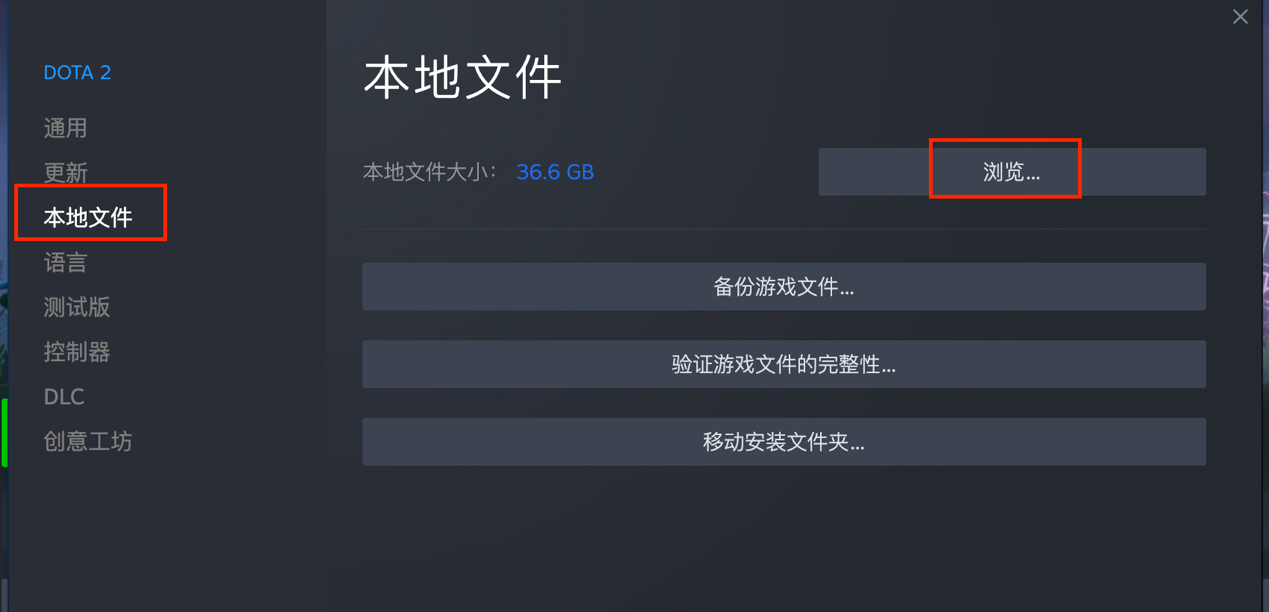 DOTA 2
通用
更新
本地文件
语言
测试版
控制器
DLC
创意工坊
本地文件
本地文件大小： 36.6 GB
浏览...
备份游戏文件...
验证游戏文件的完整性...
移动安装文件夹...